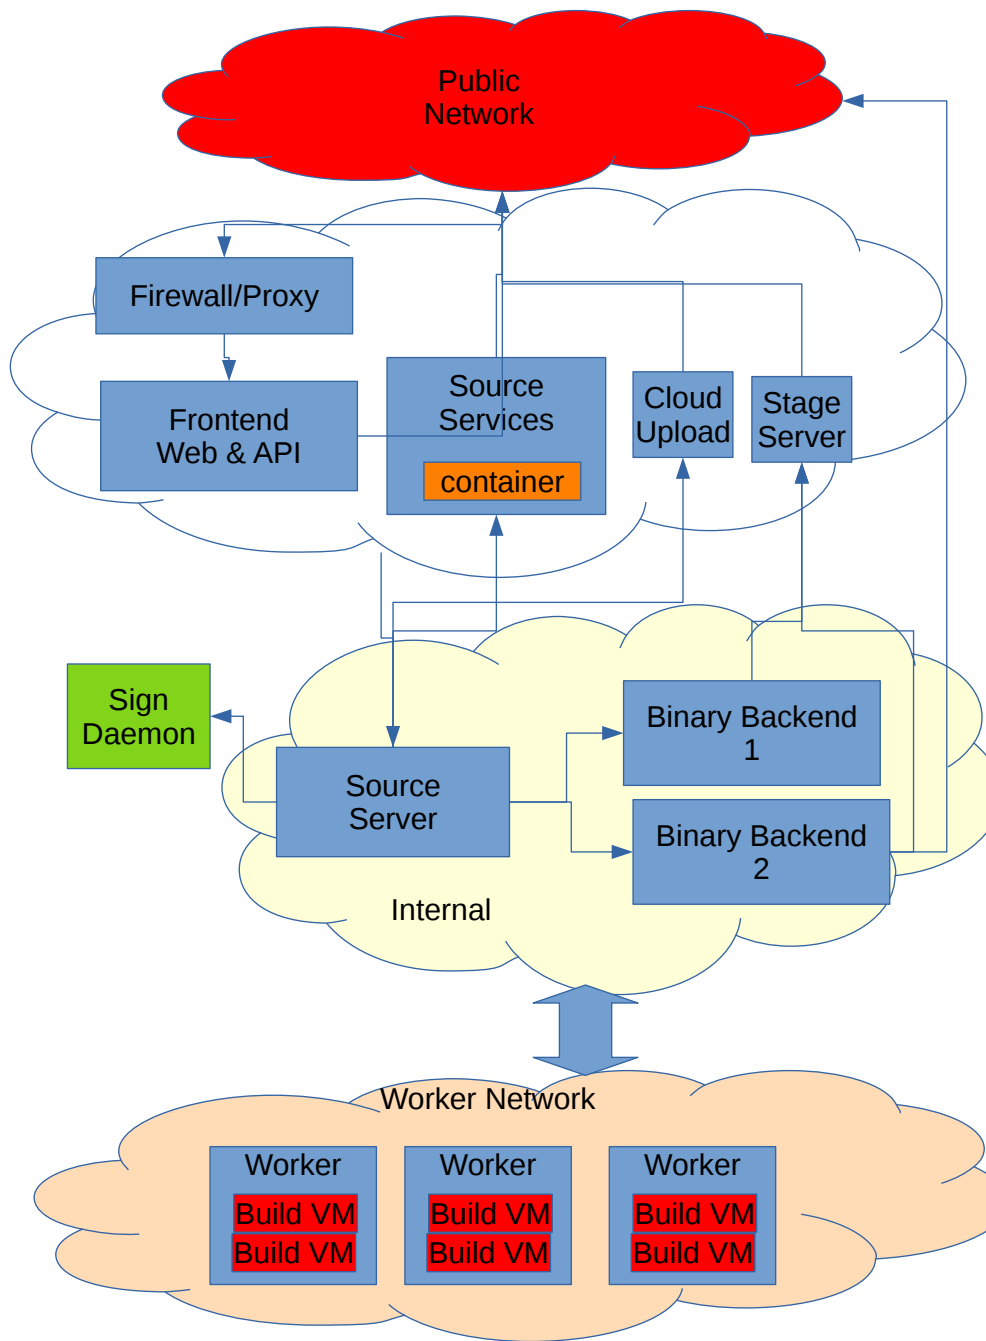 Public
Network
Firewall/Proxy
Frontend
Web & API
Source
Services
container
Cloud
Upload
Stage
Server
Sign
Daemon
Source
Server
Binary Backend
1
Binary Backend
2
Internal
Worker Network
Worker
Build VM
Build VM
Worker
Build VM
Build VM
Worker
Build VM
Build VM